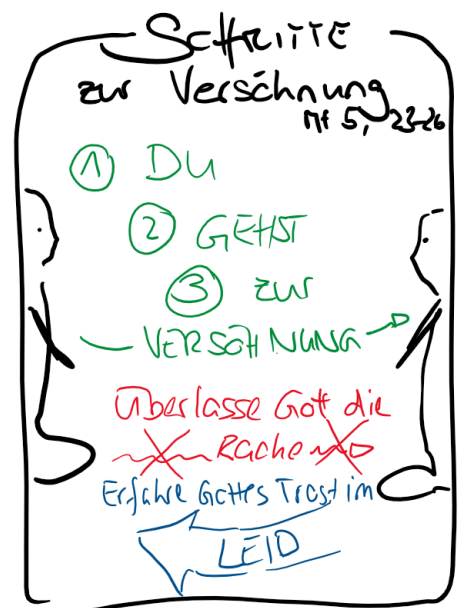 SCHRITTE
zur Versöhnung
Mt 5, 23-26
① DU
② GEHST
③ zur
VERSÖHNUNG
Überlasse Gott die
Rache
Erfahre Gottes Trost im
LEID